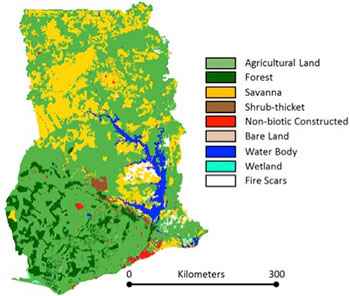 Agricultural Land
Forest
Savanna
Shrub-thicket
Non-biotic Constructed
Bare Land
Water Body
Wetland
Fire Scars
0 Kilometers 300